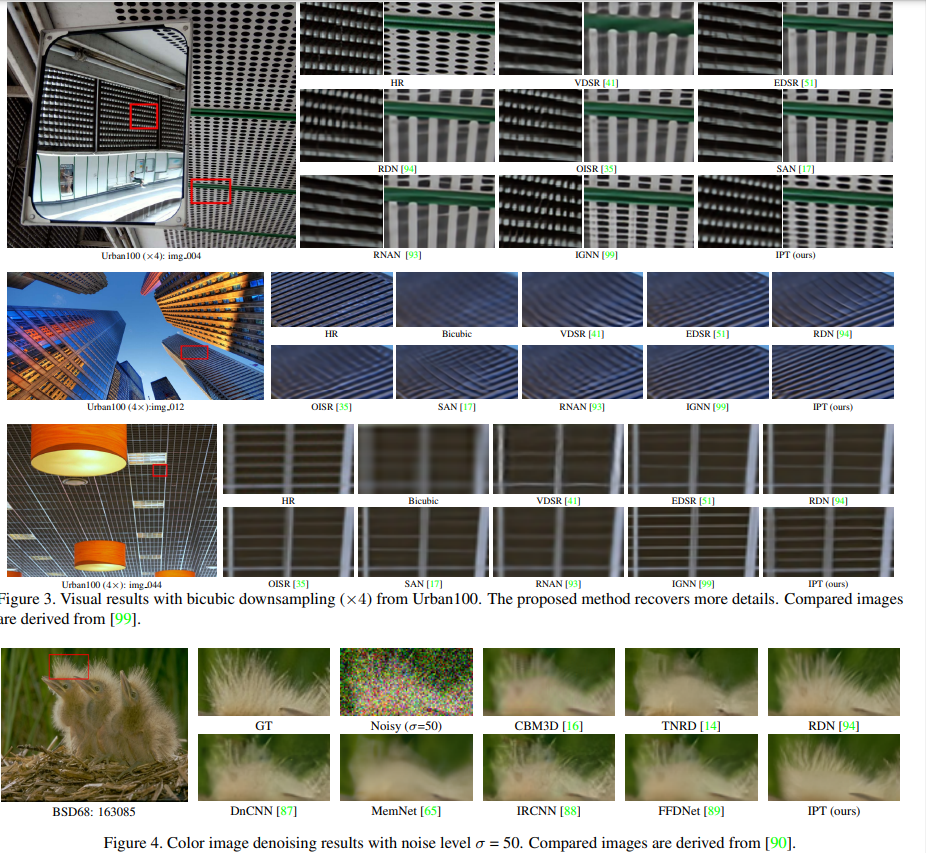 HR VDSR [41] EDSR [51]
RDN [94] OISR [35] SAN [17]
Urban100 (×4): img_004 RNAN [93] IGNN [99] IPT (ours)
HR Bicubic VDSR [41] EDSR [51] RDN [94]
Urban100 (4×):img_012 OISR [35] SAN [17] RNAN [93] IGNN [99] IPT (ours)
HR Bicubic VDSR [41] EDSR [51] RDN [94]
Urban100 (4×): img_044 OISR [35] SAN [17] RNAN [93] IGNN [99] IPT (ours)
Figure 3. Visual results with bicubic downsampling (×4) from Urban100. The proposed method recovers more details. Compared images
are derived from [99].
GT Noisy (σ=50) CBM3D [16] TNRD [14] RDN [94]
BSD68: 163085 DnCNN [87] MemNet [65] IRCNN [88] FFDNet [89] IPT (ours)
Figure 4. Color image denoising results with noise level σ = 50. Compared images are derived from [90].